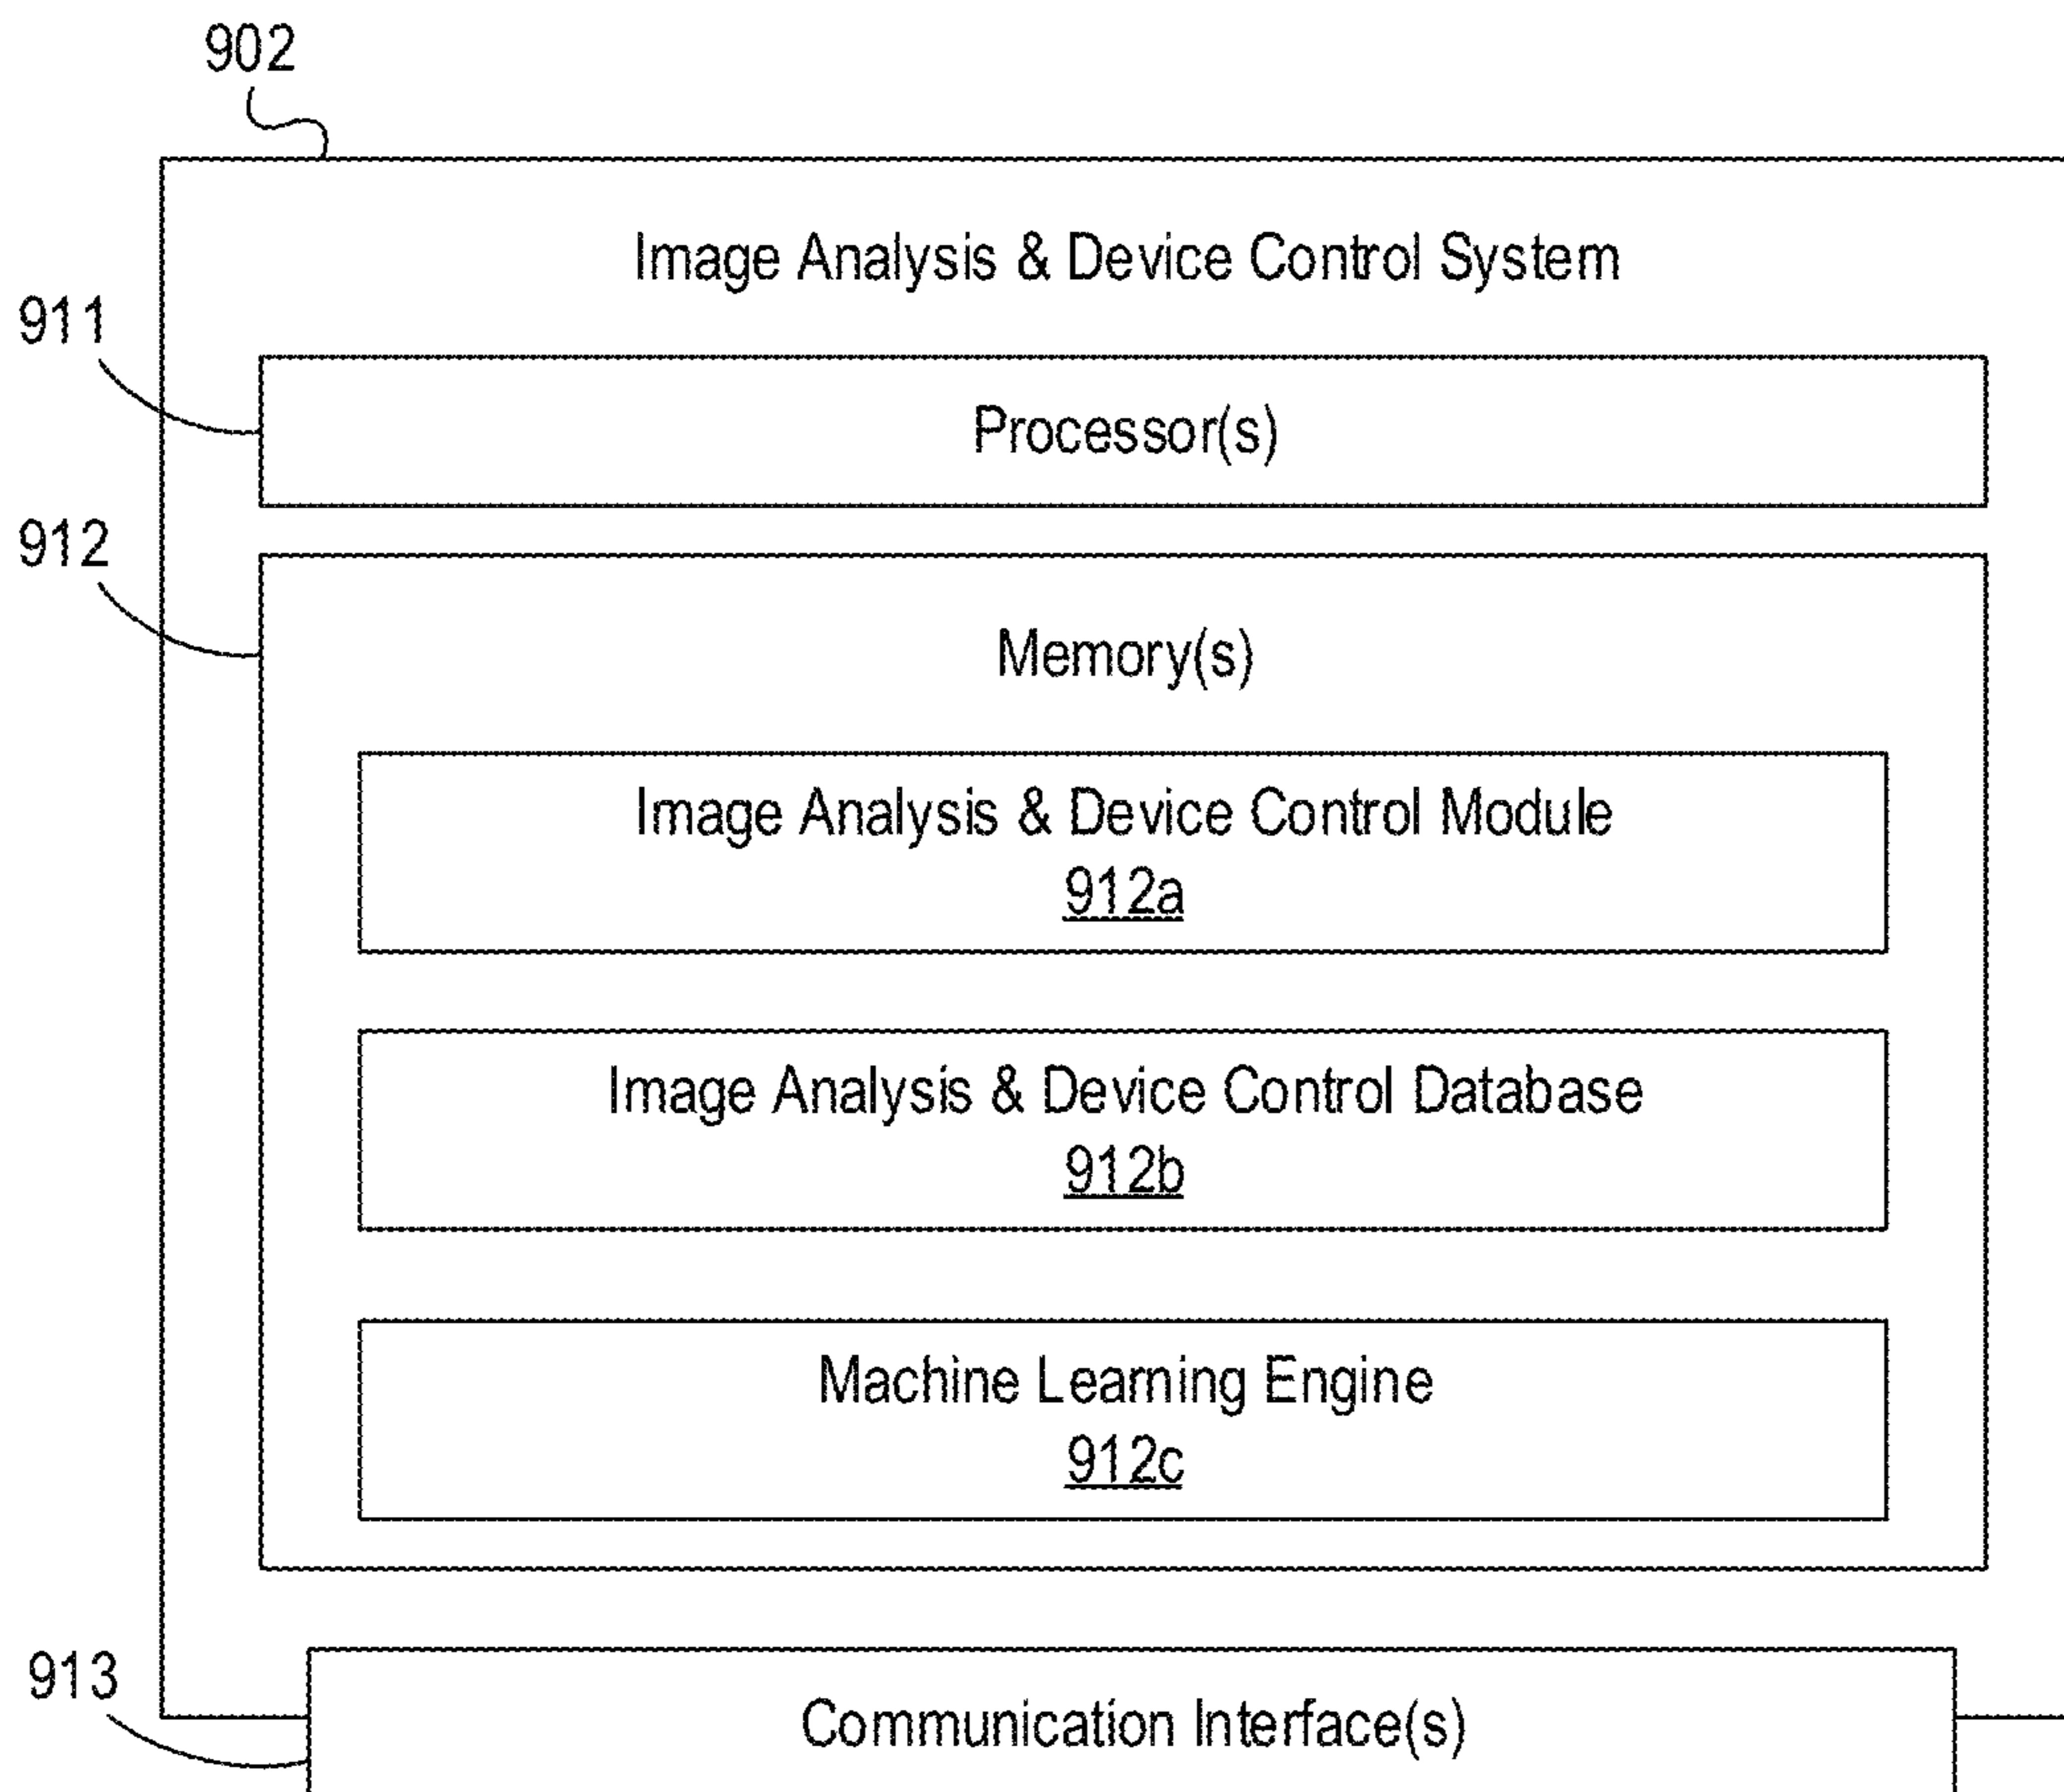 902
Image Analysis & Device Control System
911
Processor(s)
912
Memory(s)
Image Analysis & Device Control Module
912a
Image Analysis & Device Control Database
912b
Machine Learning Engine
912c
913
Communication Interface(s)